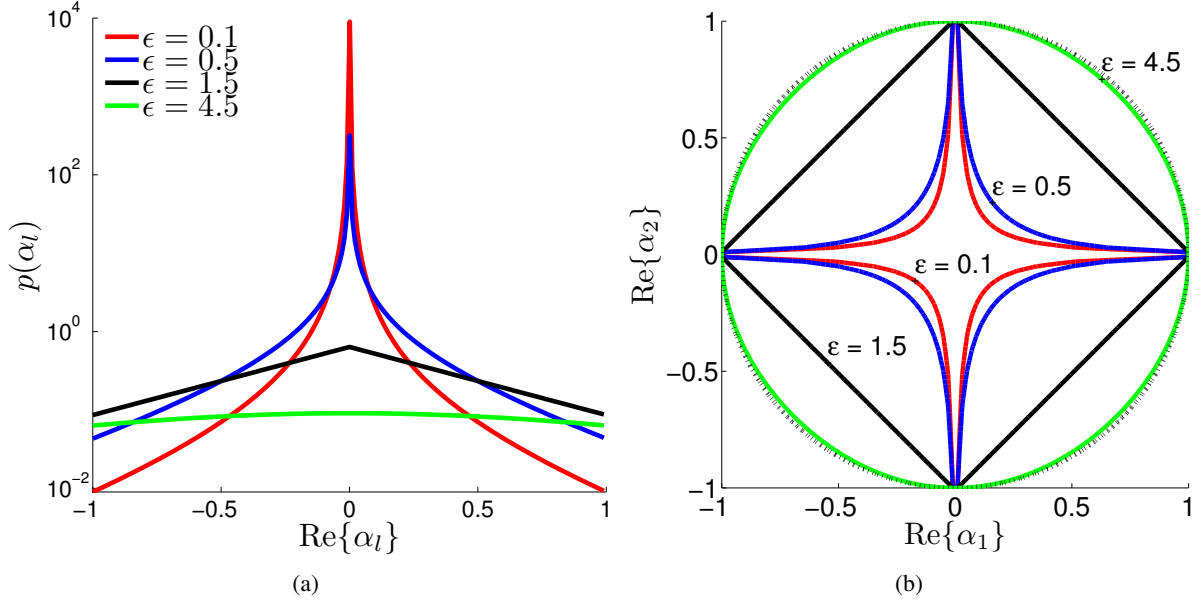 10^4
10^2
10^0
10^{-2}
p(α_l)
ϵ = 0.1
ϵ = 0.5
ϵ = 1.5
ϵ = 4.5
−1 −0.5 0 0.5 1
Re{α_l}
(a)
1
0.5
0
−0.5
−1
Re{α_2}
ε = 4.5
ε = 0.5
ε = 0.1
ε = 1.5
−1 −0.5 0 0.5 1
Re{α_1}
(b)